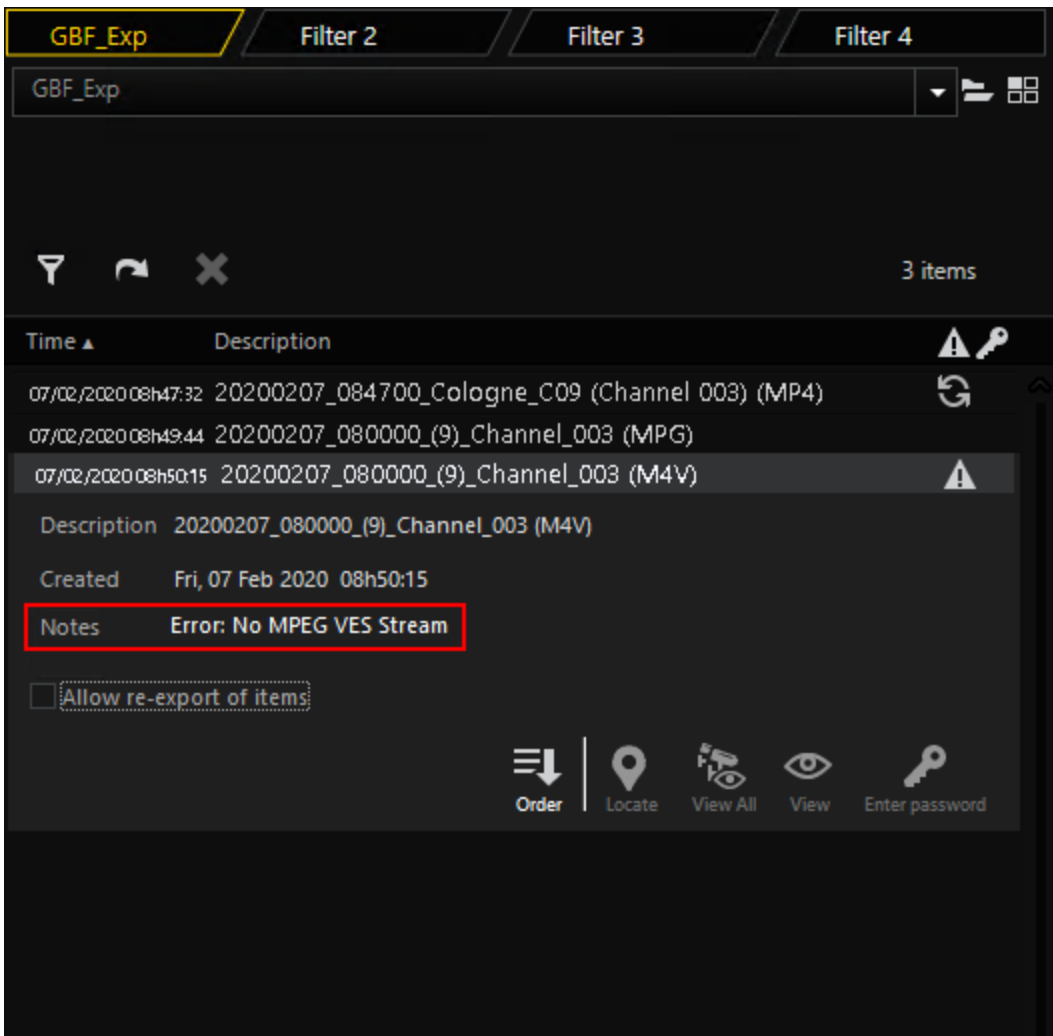 GBF_Exp Filter 2 Filter 3 Filter 4
GBF_Exp
3 items
Time Description
07/02/2020 08h47:32 20200207_084700_Cologne_C09 (Channel 003) (MP4)
07/02/2020 08h49:44 20200207_080000_(9)_Channel_003 (MPG)
07/02/2020 08h50:15 20200207_080000_(9)_Channel_003 (M4V)
Description 20200207_080000_(9)_Channel_003 (M4V)
Created Fri, 07 Feb 2020 08h50:15
Notes Error: No MPEG VES Stream
Allow re-export of items
Order Locate View All View Enter password